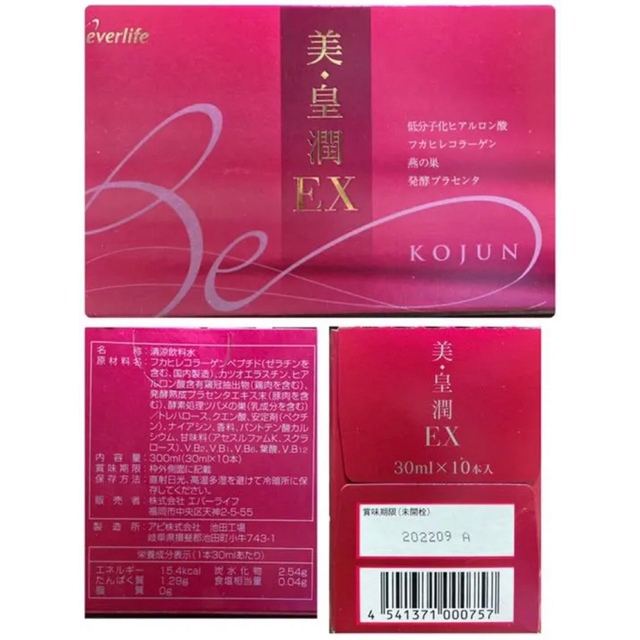 everlife
美・皇潤
EX
低分子化ヒアルロン酸
フカヒレコラーゲン
燕の巣
発酵プラセンタ
Be
KOJUN
名称:清涼飲料水
原材料名:フカヒレコラーゲンペプチド(ゼラチンを
含む、国内製造)、カツオエラスチン、ヒア
ルロン酸含有鶏冠抽出物(鶏肉を含む)、
発酵熟成プラセンタエキス末(豚肉を含
む)、酵素処理ツバメの巣(乳成分を含む)
/トレハロース、クエン酸、安定剤(ペクチ
ン)、ナイアシン、香料、パントテン酸カル
シウム、甘味料(アセスルファムK、スクラ
ロース)、V.B₂、V.B₁、V.B₆、葉酸、V.B₁₂
内容量:300ml(30ml×10本)
賞味期限:枠外側面に記載
保存方法:直射日光、高温多湿を避けて冷暗所に保
存してください。
販売者:株式会社 エバーライフ
福岡市中央区天神2-5-55
製造所:アピ株式会社 池田工場
岐阜県揖斐郡池田町小牛743-1
栄養成分表示(1本30mlあたり)
エネルギー 15.4kcal 炭水化物 2.54g
たんぱく質 1.29g 食塩相当量 0.04g
脂質 0g
美・皇潤
EX
30ml×10本入
賞味期限(未開栓)
202209 A
4 541371 000757